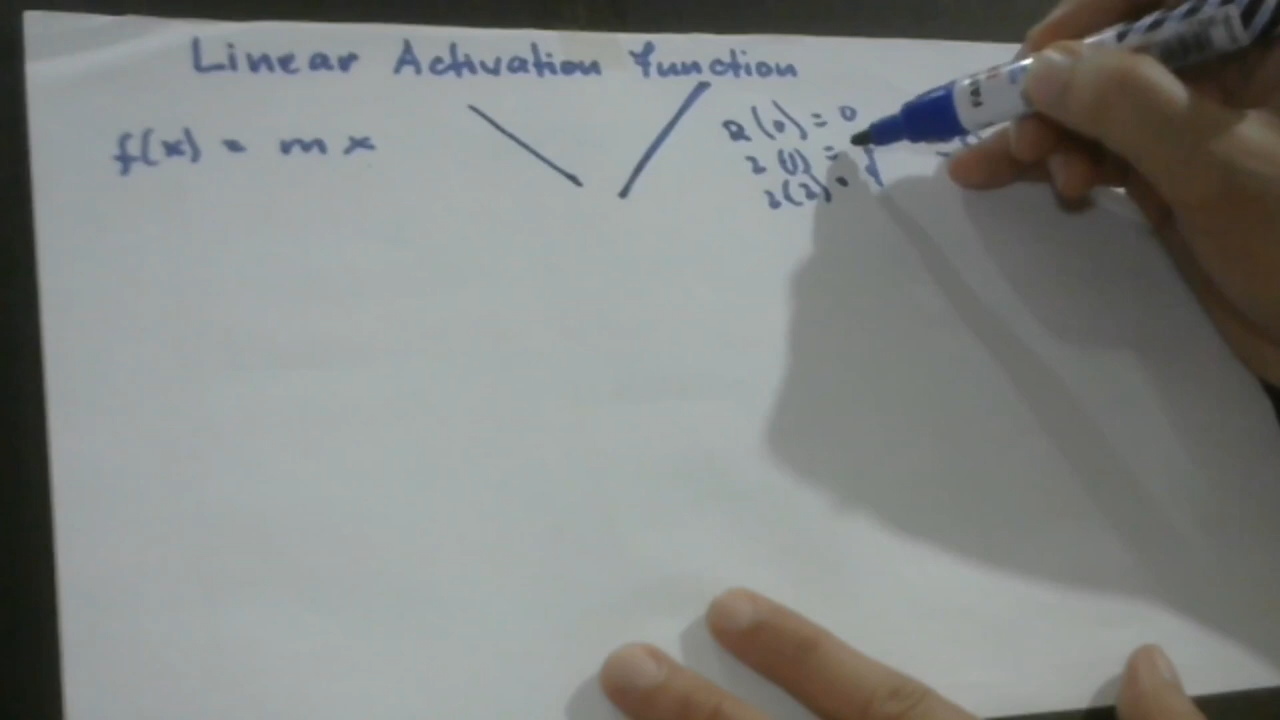 Linear Activation Function
f(x) = mx
2(0) = 0
2(1) =
2(2) =